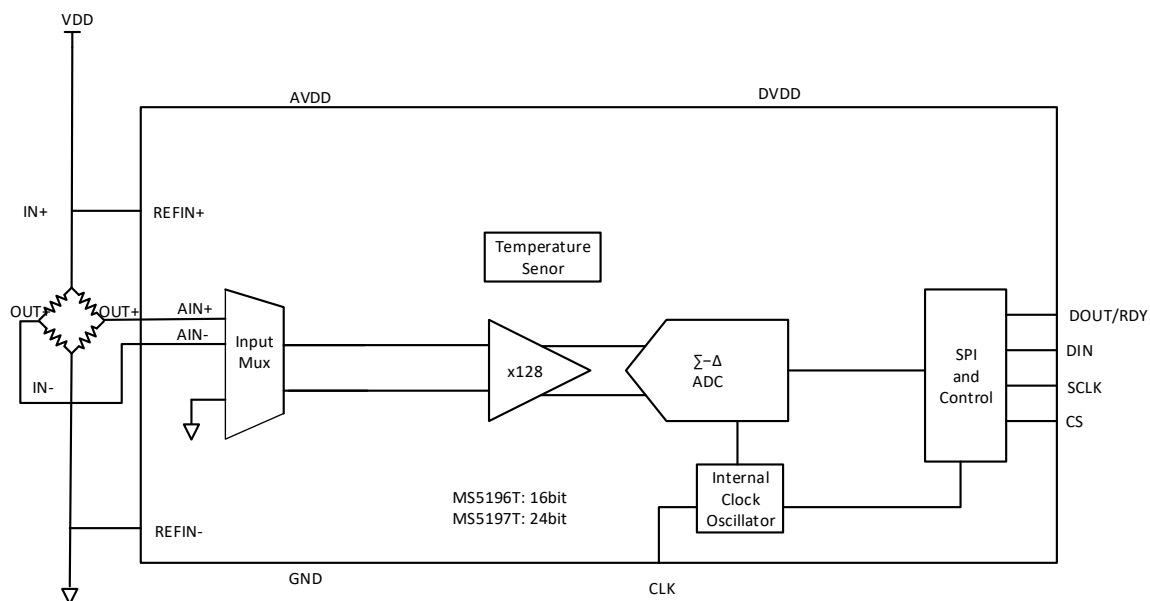 VDD
AVDD
DVDD
IN+
REFIN+
Temperature
Senor
OUT+
OUT+
AIN+
AIN-
Input
Mux
x128
∑−Δ
ADC
SPI
and
Control
DOUT/RDY
DIN
SCLK
CS
IN-
Internal
Clock
Oscillator
MS5196T: 16bit
MS5197T: 24bit
REFIN-
GND
CLK